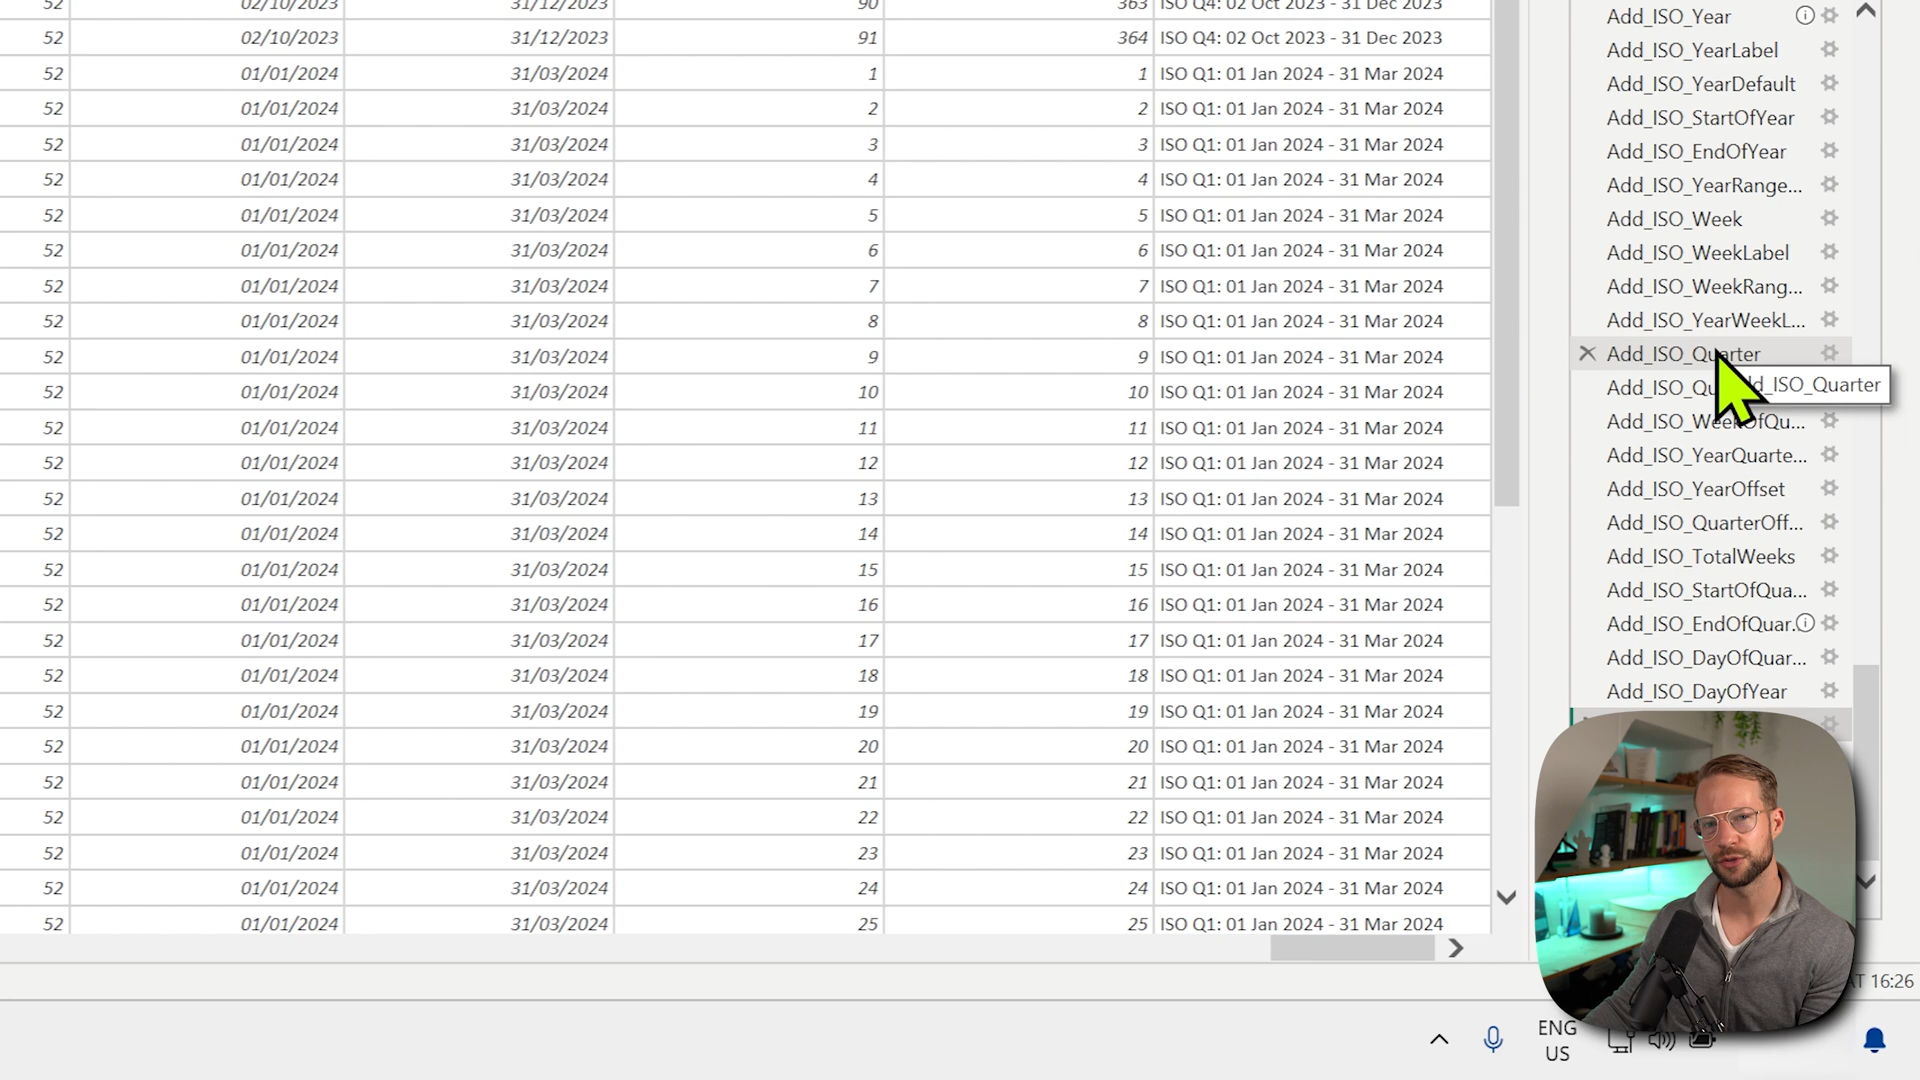 52 02/10/2023 31/12/2023 90 363 ISO Q4: 02 Oct 2023 - 31 Dec 2023
52 02/10/2023 31/12/2023 91 364 ISO Q4: 02 Oct 2023 - 31 Dec 2023
52 01/01/2024 31/03/2024 1 1 ISO Q1: 01 Jan 2024 - 31 Mar 2024
52 01/01/2024 31/03/2024 2 2 ISO Q1: 01 Jan 2024 - 31 Mar 2024
52 01/01/2024 31/03/2024 3 3 ISO Q1: 01 Jan 2024 - 31 Mar 2024
52 01/01/2024 31/03/2024 4 4 ISO Q1: 01 Jan 2024 - 31 Mar 2024
52 01/01/2024 31/03/2024 5 5 ISO Q1: 01 Jan 2024 - 31 Mar 2024
52 01/01/2024 31/03/2024 6 6 ISO Q1: 01 Jan 2024 - 31 Mar 2024
52 01/01/2024 31/03/2024 7 7 ISO Q1: 01 Jan 2024 - 31 Mar 2024
52 01/01/2024 31/03/2024 8 8 ISO Q1: 01 Jan 2024 - 31 Mar 2024
52 01/01/2024 31/03/2024 9 9 ISO Q1: 01 Jan 2024 - 31 Mar 2024
52 01/01/2024 31/03/2024 10 10 ISO Q1: 01 Jan 2024 - 31 Mar 2024
52 01/01/2024 31/03/2024 11 11 ISO Q1: 01 Jan 2024 - 31 Mar 2024
52 01/01/2024 31/03/2024 12 12 ISO Q1: 01 Jan 2024 - 31 Mar 2024
52 01/01/2024 31/03/2024 13 13 ISO Q1: 01 Jan 2024 - 31 Mar 2024
52 01/01/2024 31/03/2024 14 14 ISO Q1: 01 Jan 2024 - 31 Mar 2024
52 01/01/2024 31/03/2024 15 15 ISO Q1: 01 Jan 2024 - 31 Mar 2024
52 01/01/2024 31/03/2024 16 16 ISO Q1: 01 Jan 2024 - 31 Mar 2024
52 01/01/2024 31/03/2024 17 17 ISO Q1: 01 Jan 2024 - 31 Mar 2024
52 01/01/2024 31/03/2024 18 18 ISO Q1: 01 Jan 2024 - 31 Mar 2024
52 01/01/2024 31/03/2024 19 19 ISO Q1: 01 Jan 2024 - 31 Mar 2024
52 01/01/2024 31/03/2024 20 20 ISO Q1: 01 Jan 2024 - 31 Mar 2024
52 01/01/2024 31/03/2024 21 21 ISO Q1: 01 Jan 2024 - 31 Mar 2024
52 01/01/2024 31/03/2024 22 22 ISO Q1: 01 Jan 2024 - 31 Mar 2024
52 01/01/2024 31/03/2024 23 23 ISO Q1: 01 Jan 2024 - 31 Mar 2024
52 01/01/2024 31/03/2024 24 24 ISO Q1: 01 Jan 2024 - 31 Mar 2024
52 01/01/2024 31/03/2024 25 25 ISO Q1: 01 Jan 2024 - 31 Mar 2024
Add_ISO_Year
Add_ISO_YearLabel
Add_ISO_YearDefault
Add_ISO_StartOfYear
Add_ISO_EndOfYear
Add_ISO_YearRange...
Add_ISO_Week
Add_ISO_WeekLabel
Add_ISO_WeekRang...
Add_ISO_YearWeekL...
Add_ISO_Quarter
_ISO_Quarter
Add_ISO_Qu
Add_ISO_WeekOfQu...
Add_ISO_YearQuarte...
Add_ISO_YearOffset
Add_ISO_QuarterOff...
Add_ISO_TotalWeeks
Add_ISO_StartOfQua...
Add_ISO_EndOfQuar.
Add_ISO_DayOfQuar...
Add_ISO_DayOfYear
16:26
ENG
US